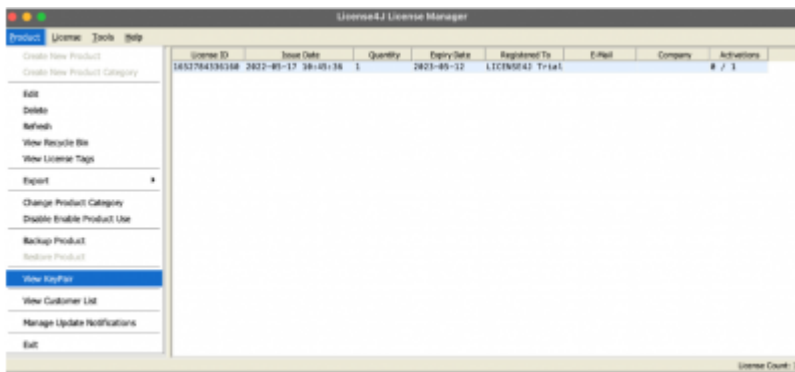 License4J License Manager
Product License Tools Help
Create New Product
Create New Product Category
Edit
Delete
Refresh
View Recycle Bin
View License Tags
Export
Change Product Category
Disable Enable Product Use
Backup Product
Restore Product
View KeyPair
View Customer List
Manage Update Notifications
Exit
License ID Issue Date Quantity Expiry Date Registered To E-Mail Company Activations
1652784336160 2022-05-17 10:45:36 1 2023-05-12 LICENSE4J Trial 0 / 1
License Count: